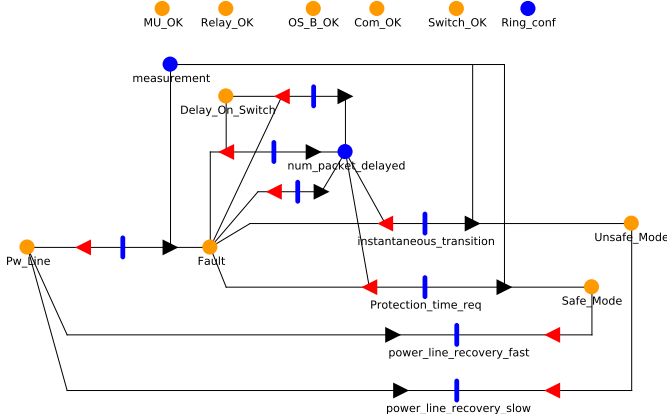 MU_OK
Relay_OK
OS_B_OK
Com_OK
Switch_OK
Ring_conf
measurement
Delay_On_Switch
num_packet_delayed
instantaneous_transition
Unsafe_Mode
Pw_Line
Fault
Protection_time_req
Safe_Mode
power_line_recovery_fast
power_line_recovery_slow